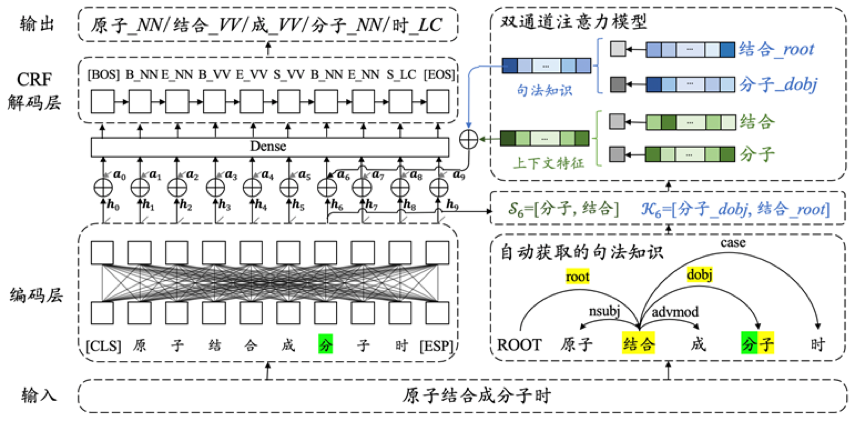 输出
原子_NN/结合_VV/成_VV/分子_NN/时_LC
CRF
解码层
[BOS] B_NN E_NN B_VV E_VV S_VV B_NN E_NN S_LC [EOS]
Dense
a0 a1 a2 a3 a4 a5 a6 a7 a8 a9
h0 h1 h2 h3 h4 h5 h6 h7 h8 h9
编码层
[CLS] 原 子 结 合 成 分 子 时 [ESP]
输入
原子结合成分子时
双通道注意力模型
句法知识
结合_root
分子_dobj
上下文特征
结合
分子
S6=[分子, 结合] K6=[分子_dobj, 结合_root]
自动获取的句法知识
case
root
dobj
nsubj
advmod
ROOT 原子 结合 成 分子 时